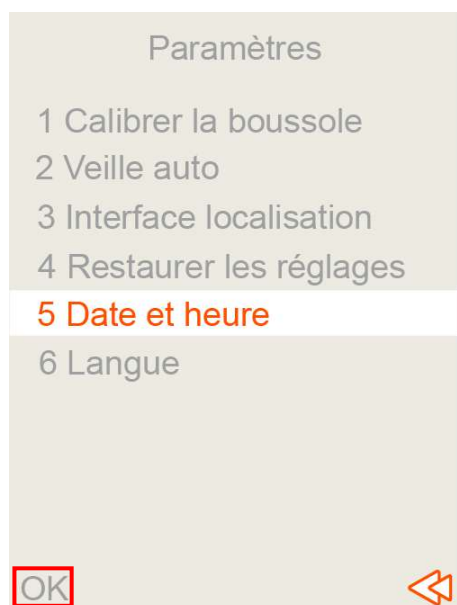 Paramètres
1 Calibrer la boussole
2 Veille auto
3 Interface localisation
4 Restaurer les réglages
5 Date et heure
6 Langue
OK